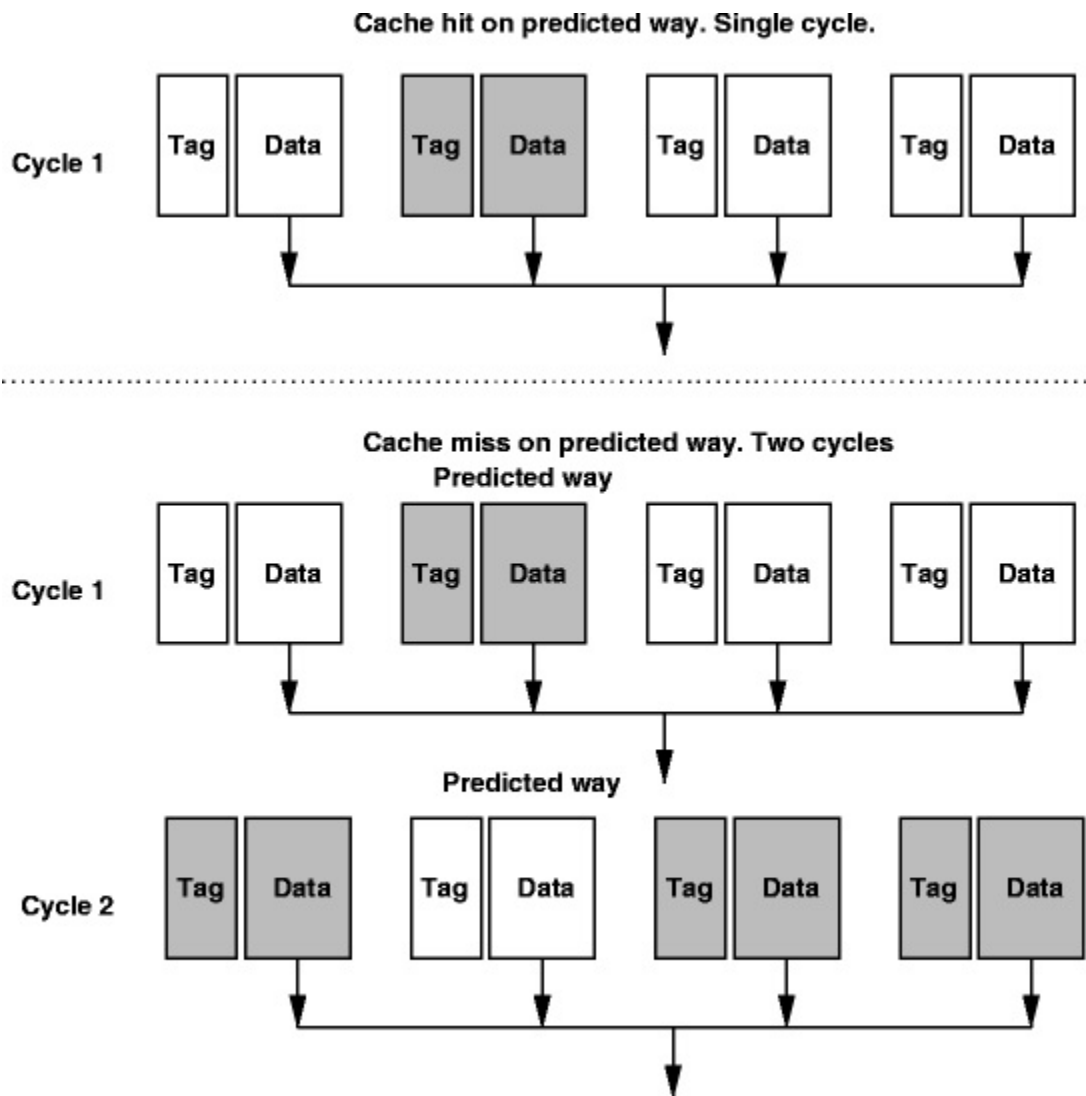 Cache hit on predicted way. Single cycle.
Cycle 1 Tag Data Tag Data Tag Data Tag Data
Cache miss on predicted way. Two cycles
Predicted way
Cycle 1 Tag Data Tag Data Tag Data Tag Data
Predicted way
Cycle 2 Tag Data Tag Data Tag Data Tag Data